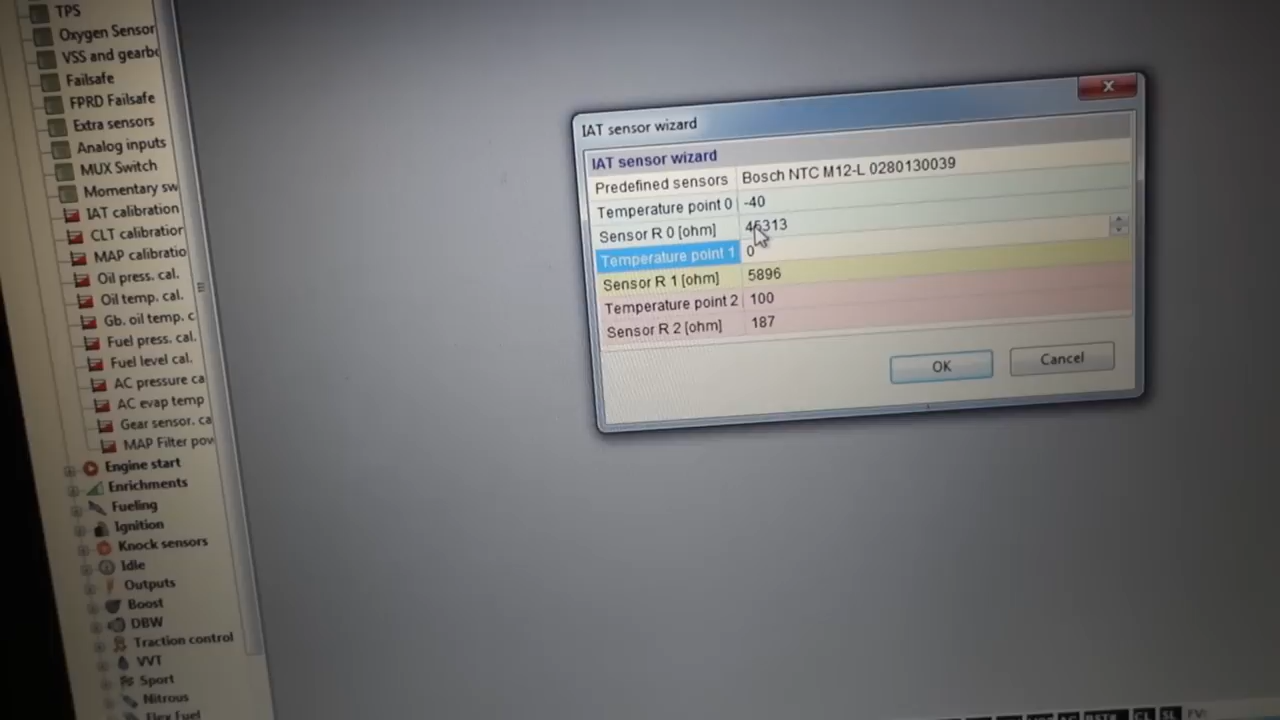 TPS
Oxygen Sensor
VSS and gearb
Failsafe
FPRD Failsafe
Extra sensors
Analog inputs
MUX Switch
Momentary sw
IAT calibration
CLT calibration
MAP calibratio
Oil press. cal.
Oil temp. cal.
Gb. oil temp. c
Fuel press. cal.
Fuel level cal.
AC pressure ca
AC evap temp
Gear sensor. ca
MAP Filter pow
Engine start
Enrichments
Fueling
Ignition
Knock sensors
Idle
Outputs
Boost
DBW
Traction control
VVT
Sport
Nitrous
Flex Fuel
IAT sensor wizard
IAT sensor wizard
Predefined sensors Bosch NTC M12-L 0280130039
Temperature point 0 -40
Sensor R 0 [ohm] 45313
Temperature point 1 0
Sensor R 1 [ohm] 5896
Temperature point 2 100
Sensor R 2 [ohm] 187
OK Cancel
CL SL